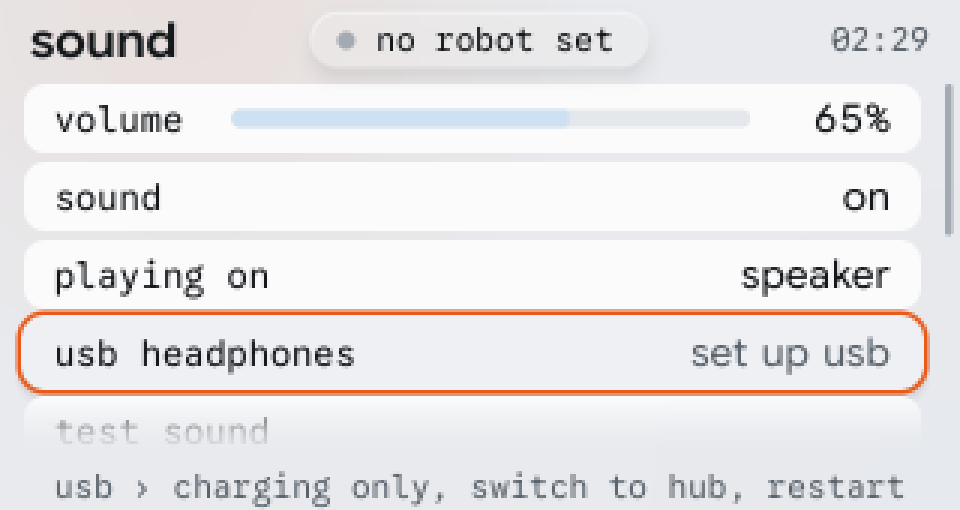 sound
no robot set
02:29
volume 65%
sound on
playing on speaker
usb headphones set up usb
test sound
usb › charging only, switch to hub, restart